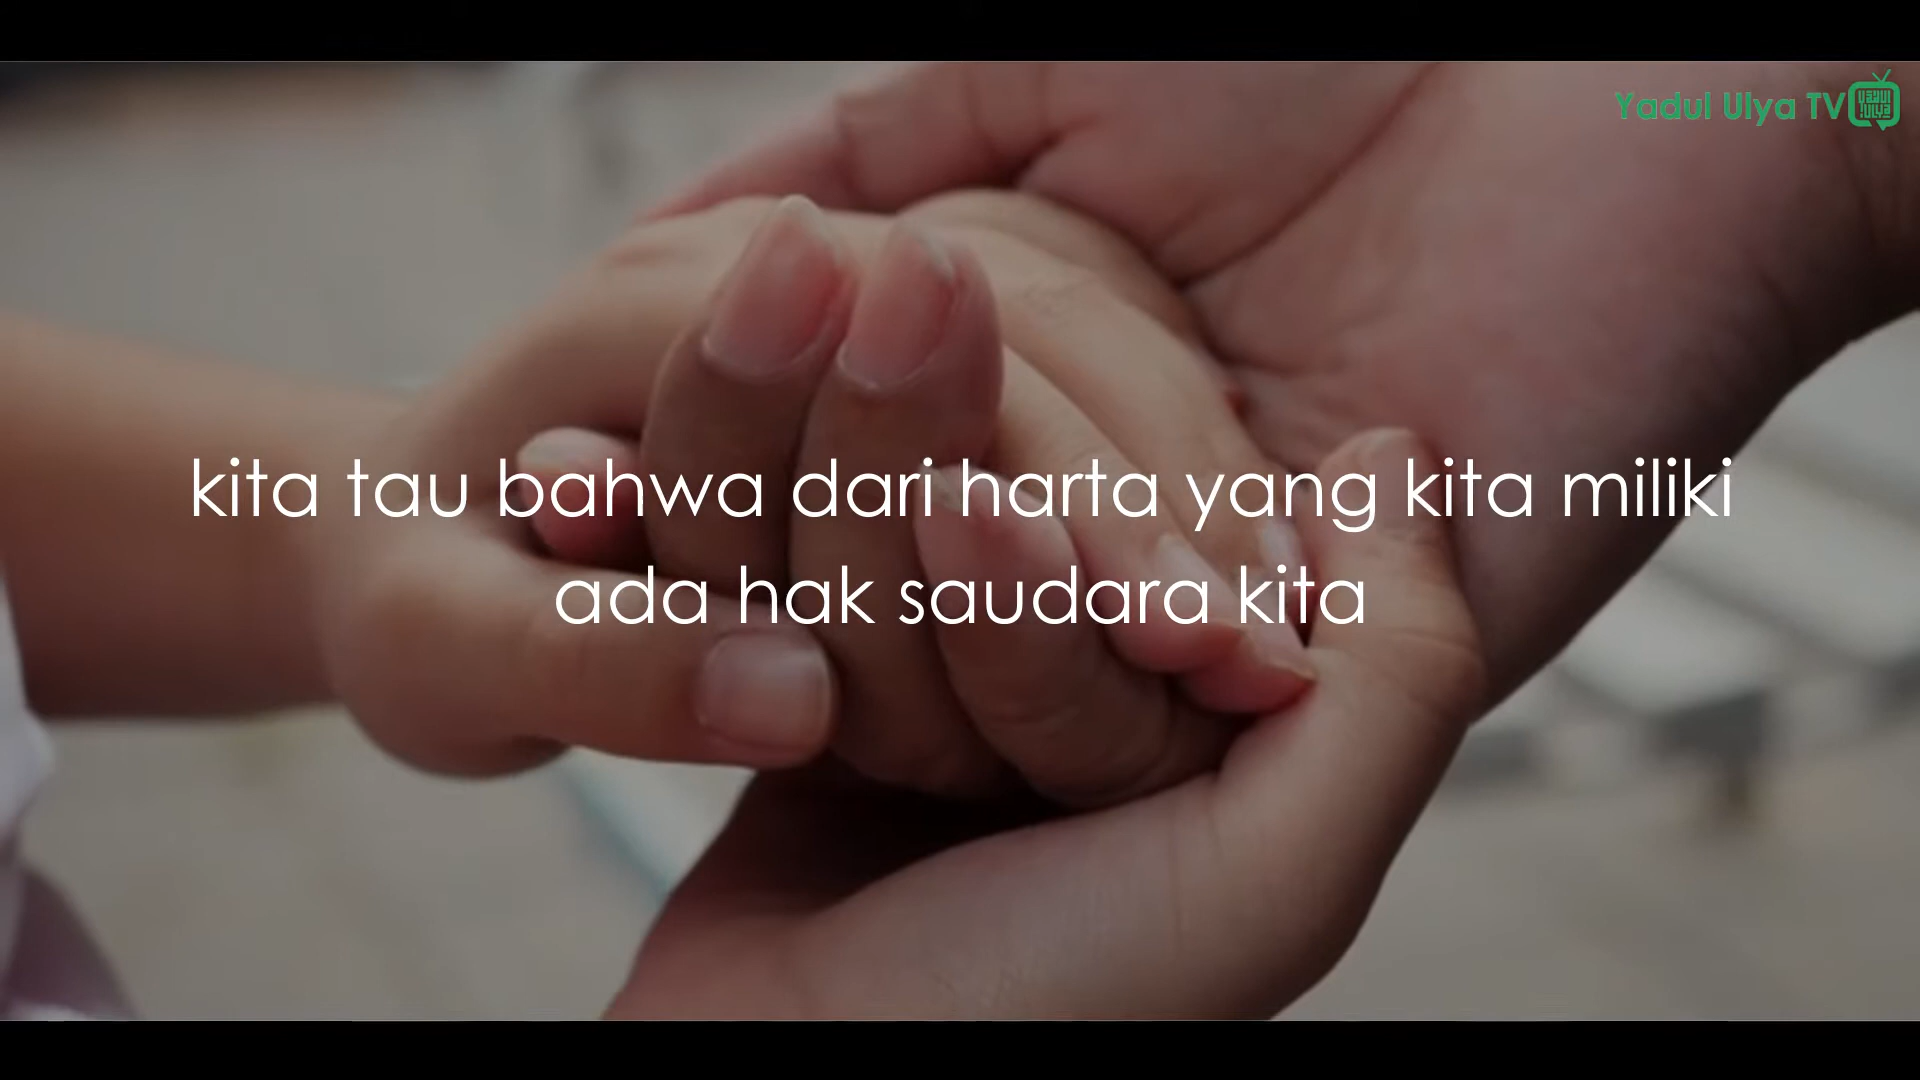 Yadul Ulya TV
kita tau bahwa dari harta yang kita miliki
ada hak saudara kita